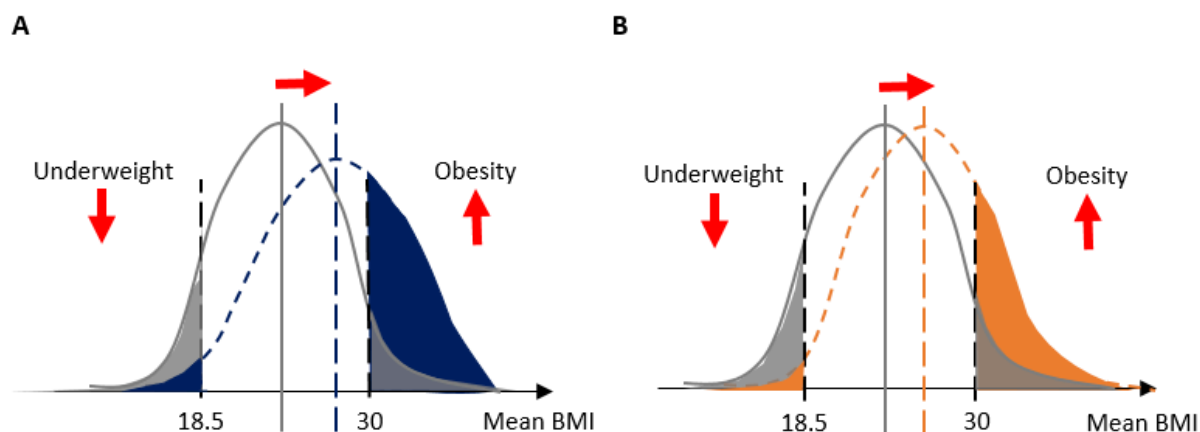 A
B
Underweight
Obesity
Underweight
Obesity
18.5
30
Mean BMI
18.5
30
Mean BMI